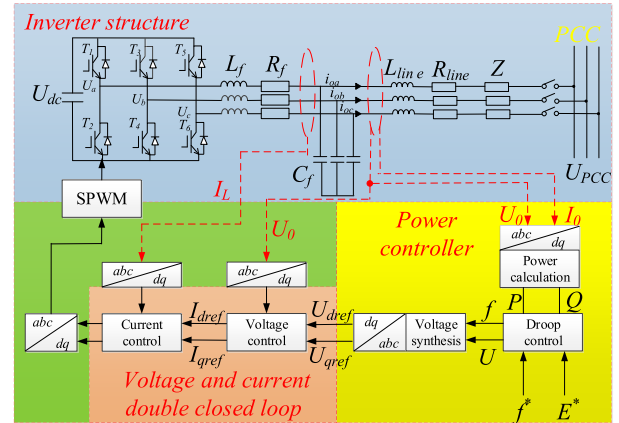 Inverter structure
PCC
T1
T3
T5
Lf
Rf
ioa
iob
ioc
Lline
Rline
Z
Udc
Ua
Ub
Uc
T2
T4
T6
Cf
UPCC
SPWM
IL
U0
Power
controller
U0
I0
abc
dq
Power
calculation
abc
dq
abc
dq
P
Q
abc
dq
Current
control
Idref
Iqref
Voltage
control
Udref
Uqref
dq
abc
Voltage
synthesis
f
U
Droop
control
Voltage and current
double closed loop
f*
E*